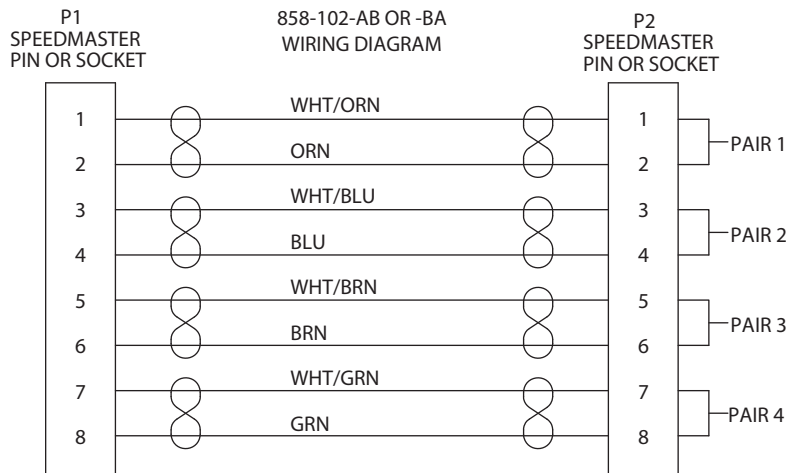 P1
SPEEDMASTER
PIN OR SOCKET
858-102-AB OR -BA
WIRING DIAGRAM
P2
SPEEDMASTER
PIN OR SOCKET
1
WHT/ORN
1
2
ORN
2
PAIR 1
3
WHT/BLU
3
4
BLU
4
PAIR 2
5
WHT/BRN
5
6
BRN
6
PAIR 3
7
WHT/GRN
7
8
GRN
8
PAIR 4